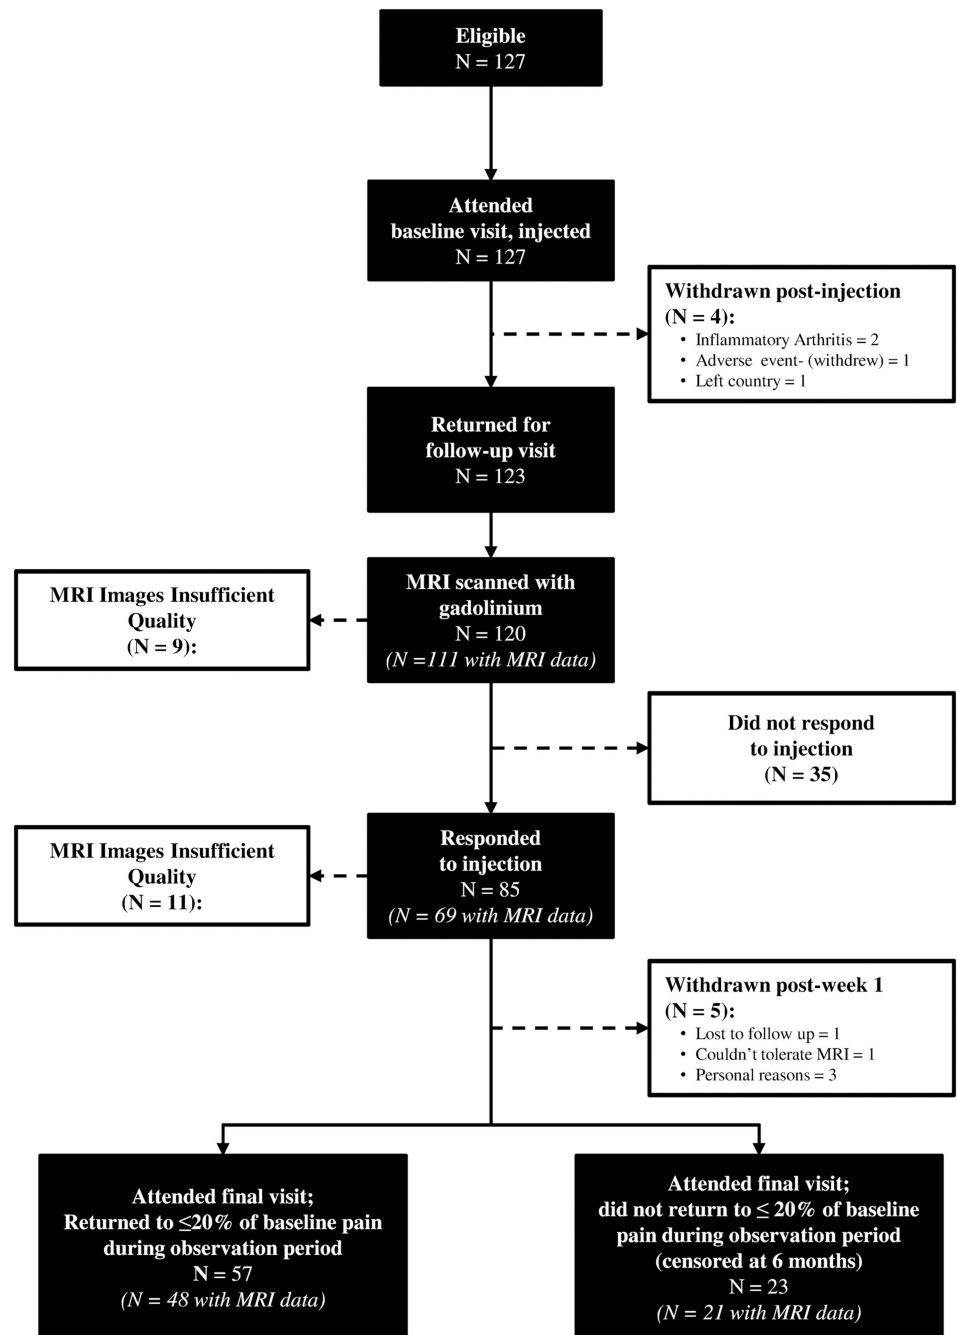 Eligible
N = 127
Attended
baseline visit, injected
N = 127
Withdrawn post-injection
(N = 4):
• Inflammatory Arthritis = 2
• Adverse event- (withdrew) = 1
• Left country = 1
Returned for
follow-up visit
N = 123
MRI scanned with
gadolinium
N = 120
(N =111 with MRI data)
MRI Images Insufficient
Quality
(N = 9):
Did not respond
to injection
(N = 35)
Responded
to injection
N = 85
(N = 69 with MRI data)
MRI Images Insufficient
Quality
(N = 11):
Withdrawn post-week 1
(N = 5):
• Lost to follow up = 1
• Couldn't tolerate MRI = 1
• Personal reasons = 3
Attended final visit;
Returned to ≤20% of baseline pain
during observation period
N = 57
(N = 48 with MRI data)
Attended final visit;
did not return to ≤ 20% of baseline
pain during observation period
(censored at 6 months)
N = 23
(N = 21 with MRI data)